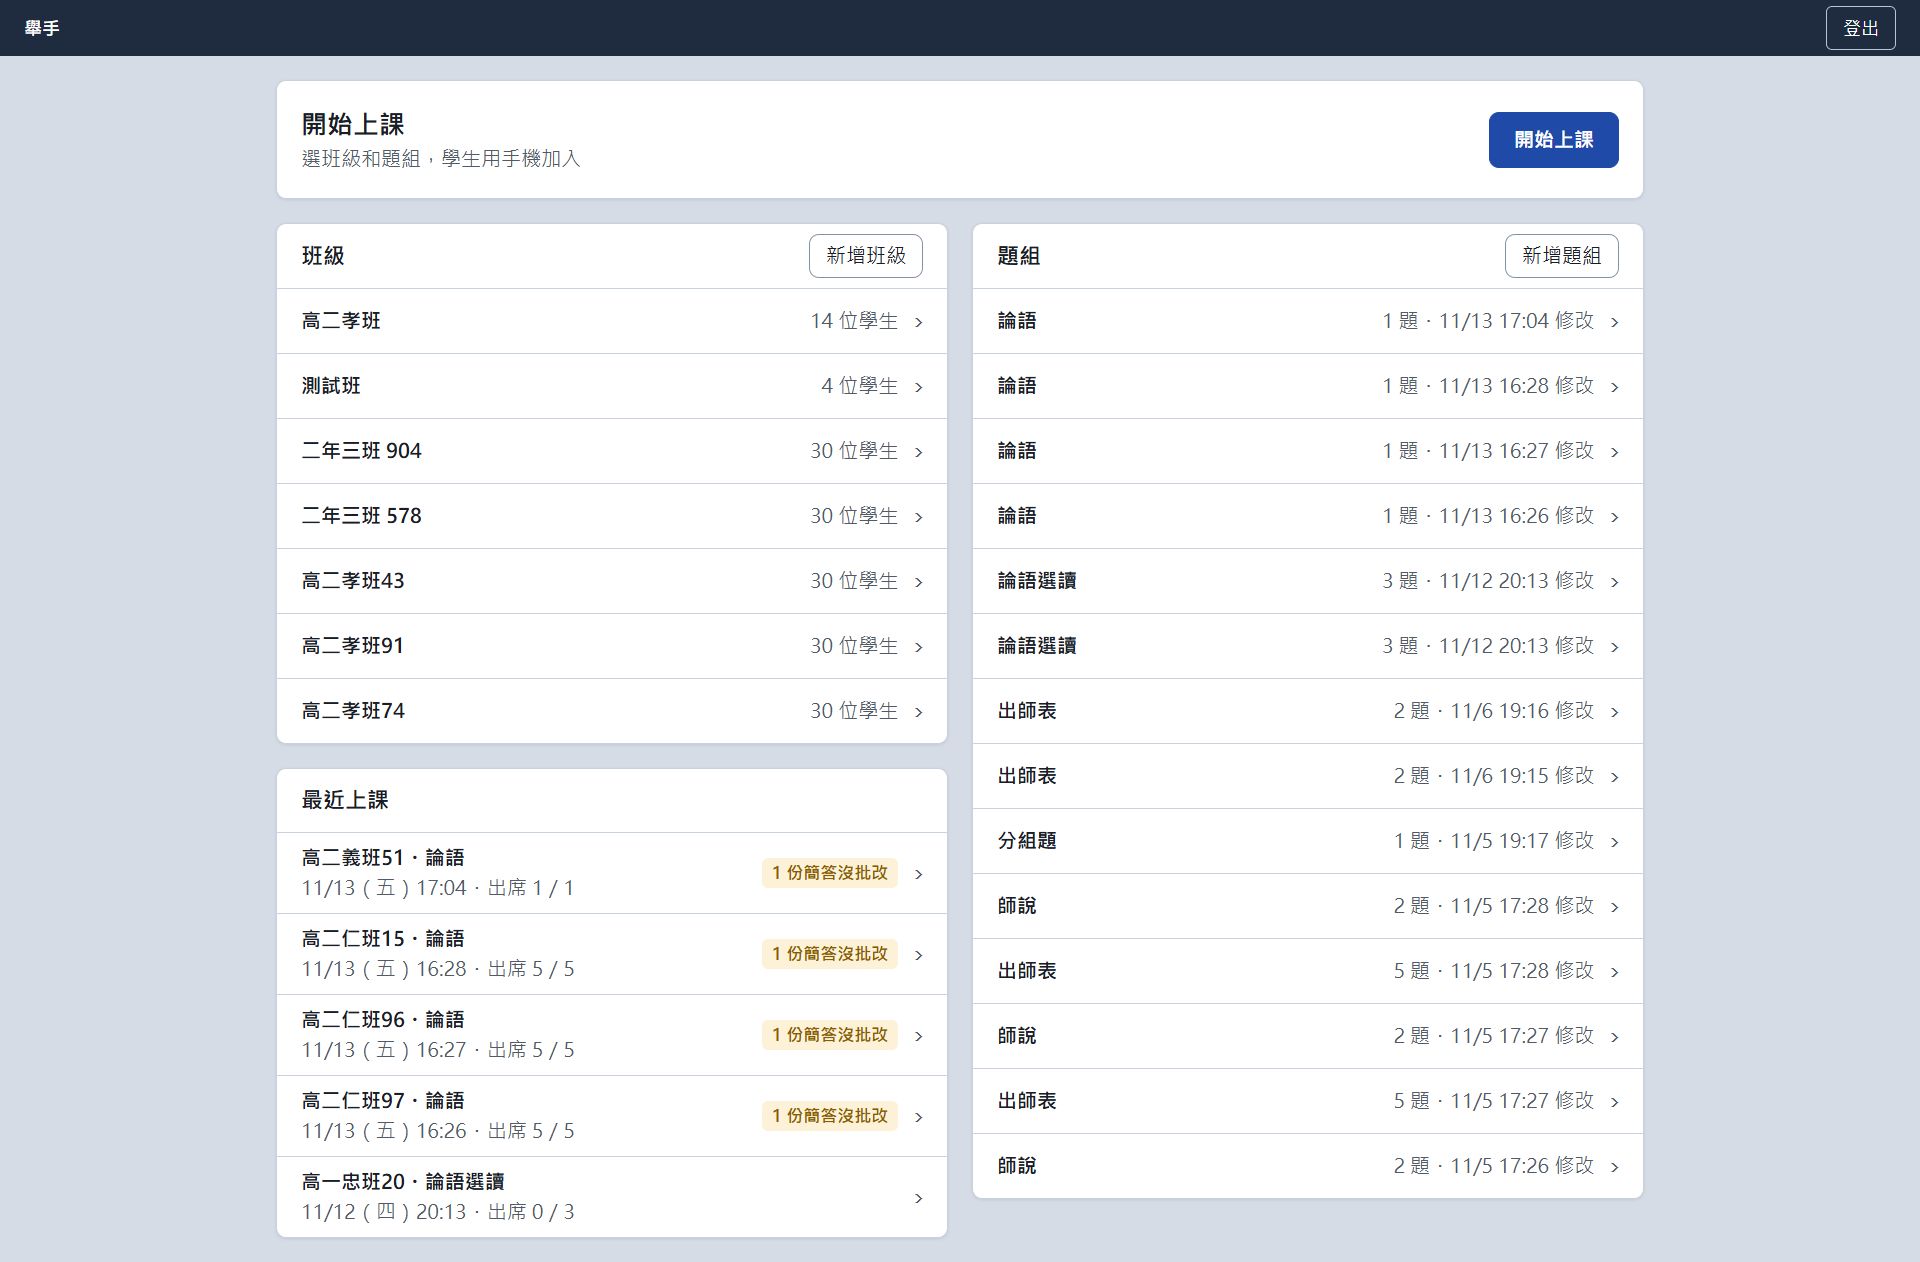 舉手
登出
開始上課
選班級和題組，學生用手機加入
開始上課
班級
新增班級
高二孝班 14 位學生
測試班 4 位學生
二年三班 904 30 位學生
二年三班 578 30 位學生
高二孝班43 30 位學生
高二孝班91 30 位學生
高二孝班74 30 位學生
最近上課
高二義班51・論語
11/13（五）17:04・出席 1 / 1
1 份簡答沒批改
高二仁班15・論語
11/13（五）16:28・出席 5 / 5
1 份簡答沒批改
高二仁班96・論語
11/13（五）16:27・出席 5 / 5
1 份簡答沒批改
高二仁班97・論語
11/13（五）16:26・出席 5 / 5
1 份簡答沒批改
高一忠班20・論語選讀
11/12（四）20:13・出席 0 / 3
題組
新增題組
論語 1 題・11/13 17:04 修改
論語 1 題・11/13 16:28 修改
論語 1 題・11/13 16:27 修改
論語 1 題・11/13 16:26 修改
論語選讀 3 題・11/12 20:13 修改
論語選讀 3 題・11/12 20:13 修改
出師表 2 題・11/6 19:16 修改
出師表 2 題・11/6 19:15 修改
分組題 1 題・11/5 19:17 修改
師說 2 題・11/5 17:28 修改
出師表 5 題・11/5 17:28 修改
師說 2 題・11/5 17:27 修改
出師表 5 題・11/5 17:27 修改
師說 2 題・11/5 17:26 修改